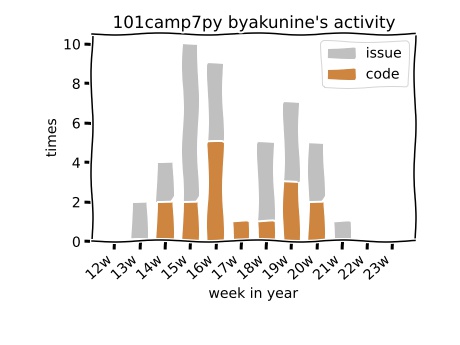 101camp7py byakunine's activity
issue
code
10
8
6
4
2
0
times
12w 13w 14w 15w 16w 17w 18w 19w 20w 21w 22w 23w
week in year